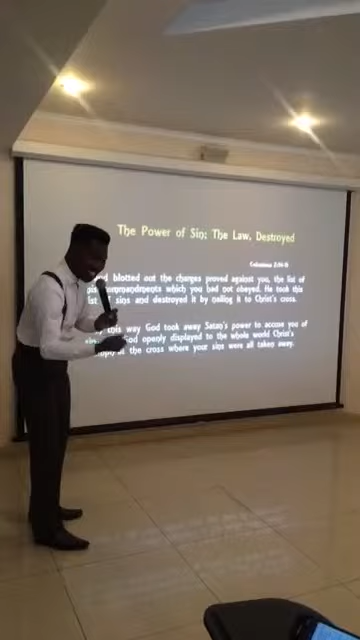 The Power of Sin; The Law, Destroyed
Colossians 2:14-15
blotted out the charges proved against you, the list of
commandments which you had not obeyed. He took this
sins and destroyed it by nailing it to Christ's cross.
this way God took away Satan's power to accuse you of
God openly displayed to the whole world Christ's
at the cross where your sins were all taken away.